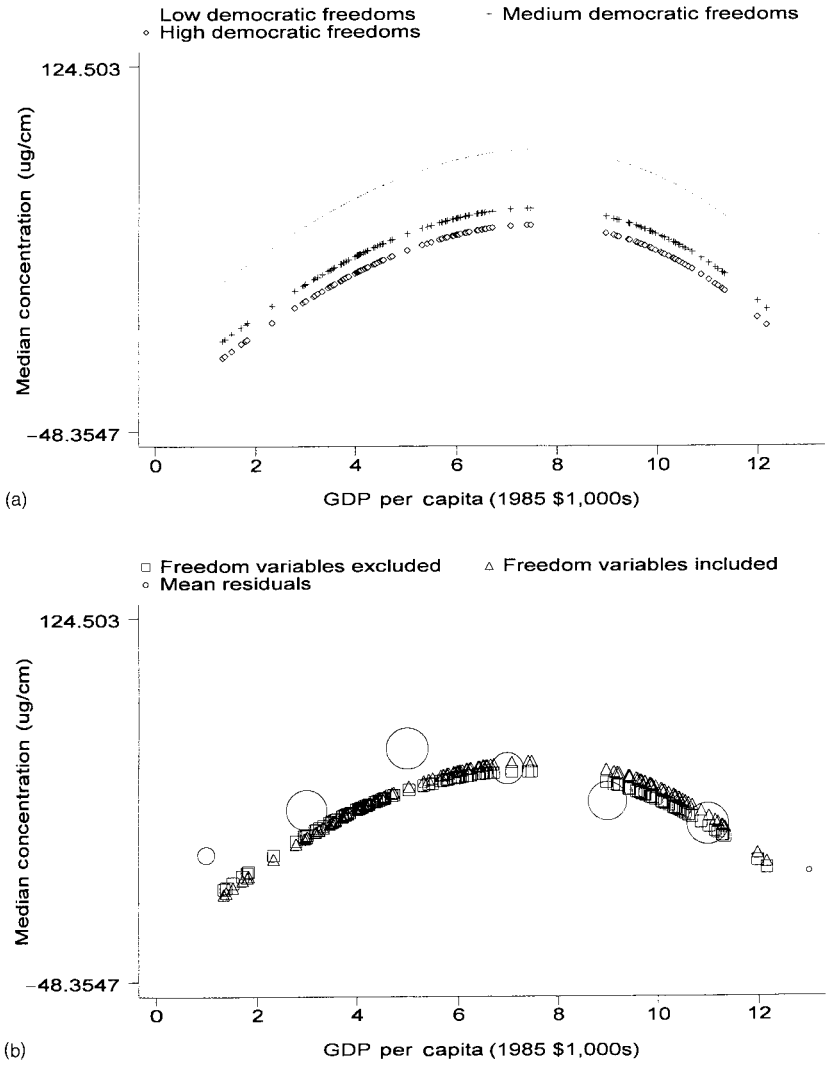 Low democratic freedoms - Medium democratic freedoms
◇ High democratic freedoms
124.503
Median concentration (ug/cm)
−48.3547
0 2 4 6 8 10 12
GDP per capita (1985 $1,000s)
(a)
□ Freedom variables excluded △ Freedom variables included
○ Mean residuals
124.503
Median concentration (ug/cm)
−48.3547
0 2 4 6 8 10 12
GDP per capita (1985 $1,000s)
(b)